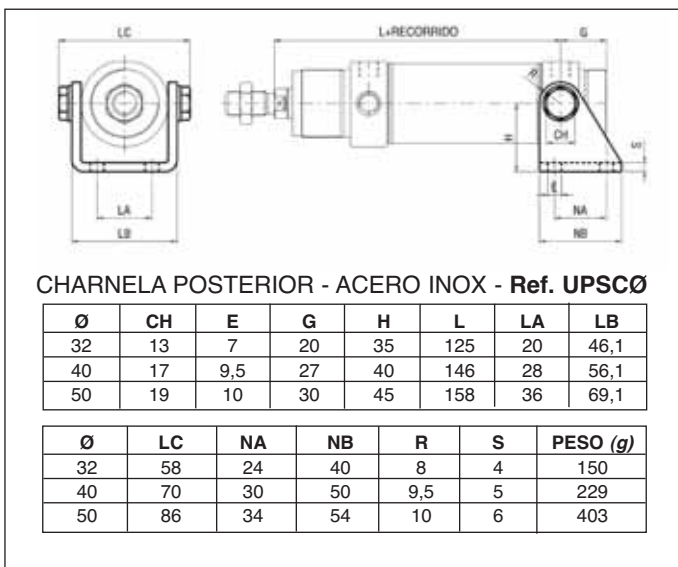 LC
L+RECORRIDO
G
R
CH
H
S
E
LA
NA
LB
NB
CHARNELA POSTERIOR - ACERO INOX - Ref. UPSCØ
Ø CH E G H L LA LB
32 13 7 20 35 125 20 46,1
40 17 9,5 27 40 146 28 56,1
50 19 10 30 45 158 36 69,1
Ø LC NA NB R S PESO (g)
32 58 24 40 8 4 150
40 70 30 50 9,5 5 229
50 86 34 54 10 6 403